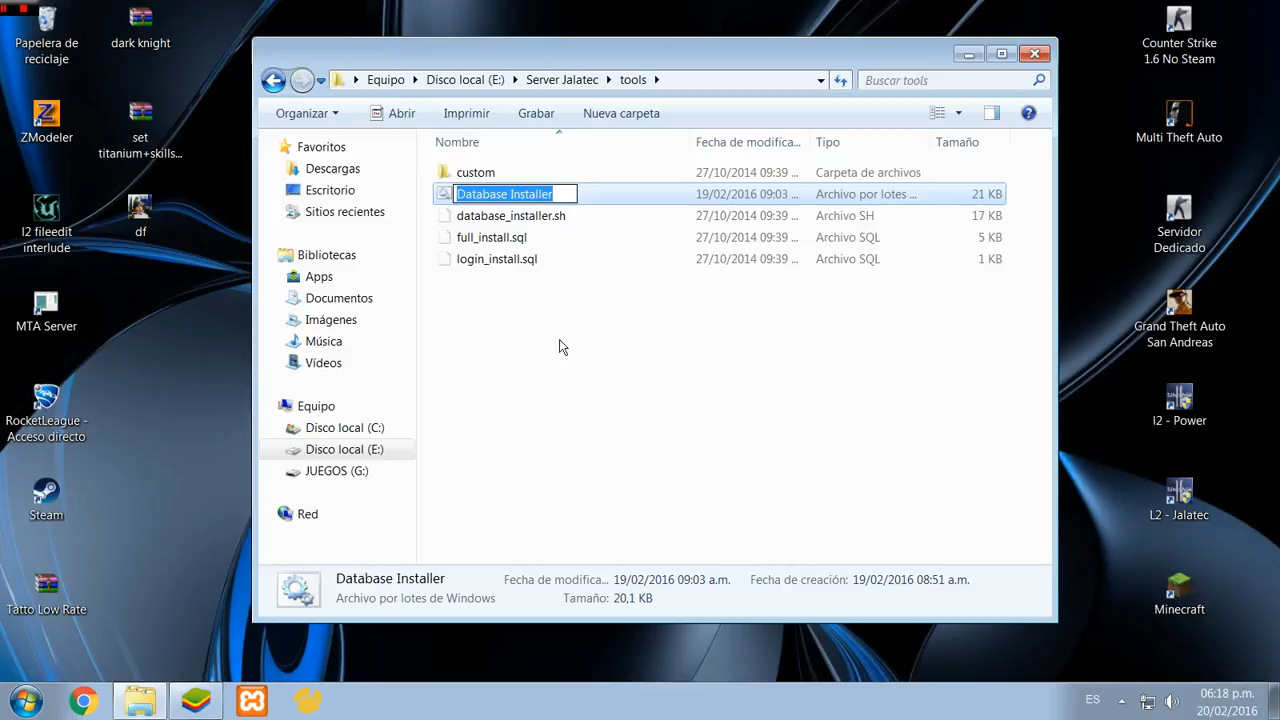 Papelera de
reciclaje
dark knight
ZModeler
set
titanium+skills...
l2 fileedit
interlude
df
MTA Server
RocketLeague -
Acceso directo
Steam
Tatto Low Rate
Equipo
Disco local (E:)
Server Jalatec
tools
Buscar tools
Organizar
Abrir
Imprimir
Grabar
Nueva carpeta
Favoritos
Descargas
Escritorio
Sitios recientes
Bibliotecas
Apps
Documentos
Imágenes
Música
Vídeos
Equipo
Disco local (C:)
Disco local (E:)
JUEGOS (G:)
Red
Nombre
Fecha de modifica...
Tipo
Tamaño
custom
27/10/2014 09:39 ...
Carpeta de archivos
Database Installer
19/02/2016 09:03 ...
Archivo por lotes ...
21 KB
database_installer.sh
27/10/2014 09:39 ...
Archivo SH
17 KB
full_install.sql
27/10/2014 09:39 ...
Archivo SQL
5 KB
login_install.sql
27/10/2014 09:39 ...
Archivo SQL
1 KB
Database Installer
Archivo por lotes de Windows
Fecha de modifica... 19/02/2016 09:03 a.m.
Tamaño: 20,1 KB
Fecha de creación: 19/02/2016 08:51 a.m.
Counter Strike
1.6 No Steam
Multi Theft Auto
Servidor
Dedicado
Grand Theft Auto
San Andreas
l2 - Power
L2 - Jalatec
Minecraft
ES
06:18 p.m.
20/02/2016